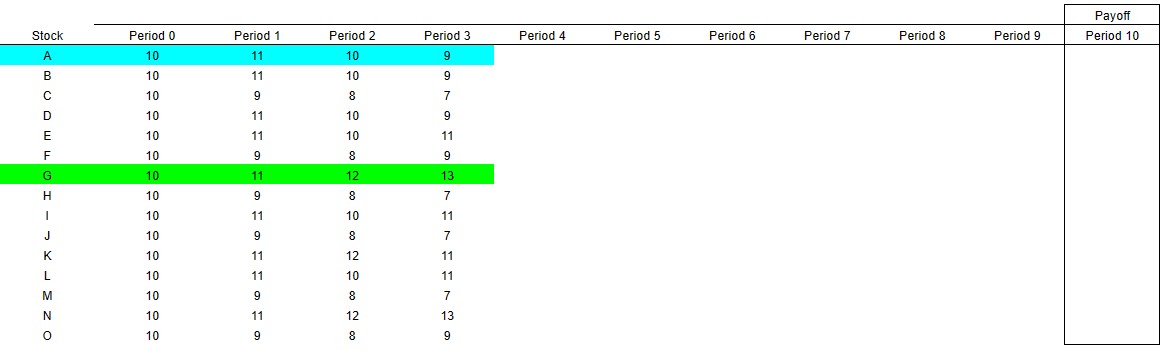 Payoff
Stock Period 0 Period 1 Period 2 Period 3 Period 4 Period 5 Period 6 Period 7 Period 8 Period 9 Period 10
A 10 11 10 9
B 10 11 10 9
C 10 9 8 7
D 10 11 10 9
E 10 11 10 11
F 10 9 8 9
G 10 11 12 13
H 10 9 8 7
I 10 11 10 11
J 10 9 8 7
K 10 11 12 11
L 10 11 10 11
M 10 9 8 7
N 10 11 12 13
O 10 9 8 9